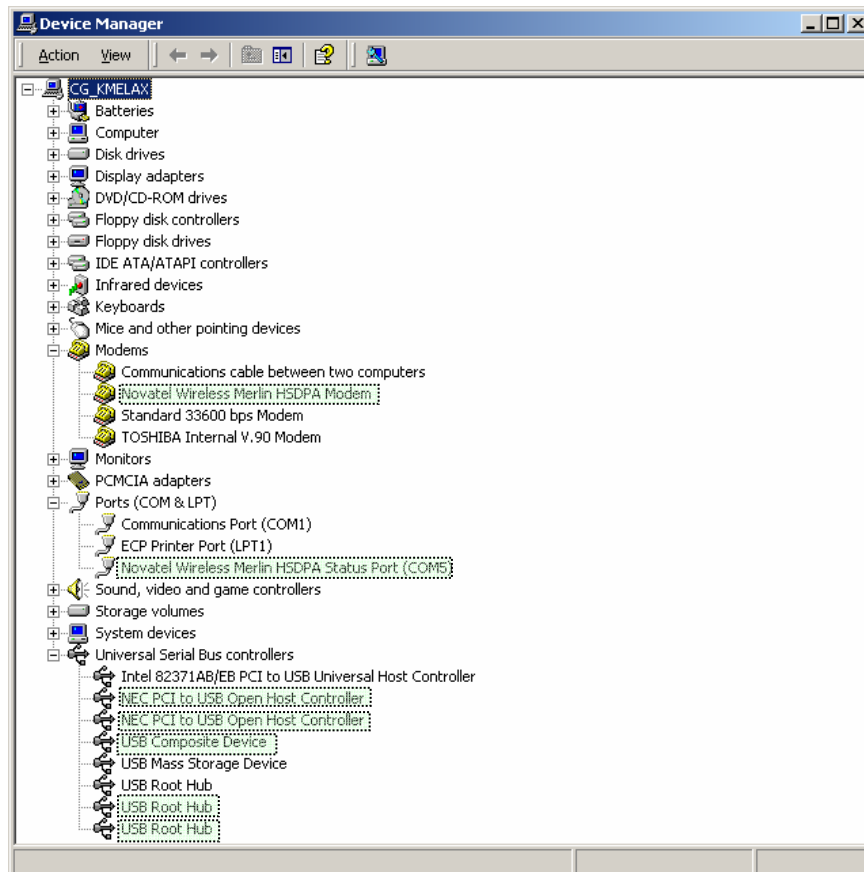 Device Manager
Action View
CG_KMELAX
Batteries
Computer
Disk drives
Display adapters
DVD/CD-ROM drives
Floppy disk controllers
Floppy disk drives
IDE ATA/ATAPI controllers
Infrared devices
Keyboards
Mice and other pointing devices
Modems
Communications cable between two computers
Novatel Wireless Merlin HSDPA Modem
Standard 33600 bps Modem
TOSHIBA Internal V.90 Modem
Monitors
PCMCIA adapters
Ports (COM & LPT)
Communications Port (COM1)
ECP Printer Port (LPT1)
Novatel Wireless Merlin HSDPA Status Port (COM5)
Sound, video and game controllers
Storage volumes
System devices
Universal Serial Bus controllers
Intel 82371AB/EB PCI to USB Universal Host Controller
NEC PCI to USB Open Host Controller
NEC PCI to USB Open Host Controller
USB Composite Device
USB Mass Storage Device
USB Root Hub
USB Root Hub
USB Root Hub